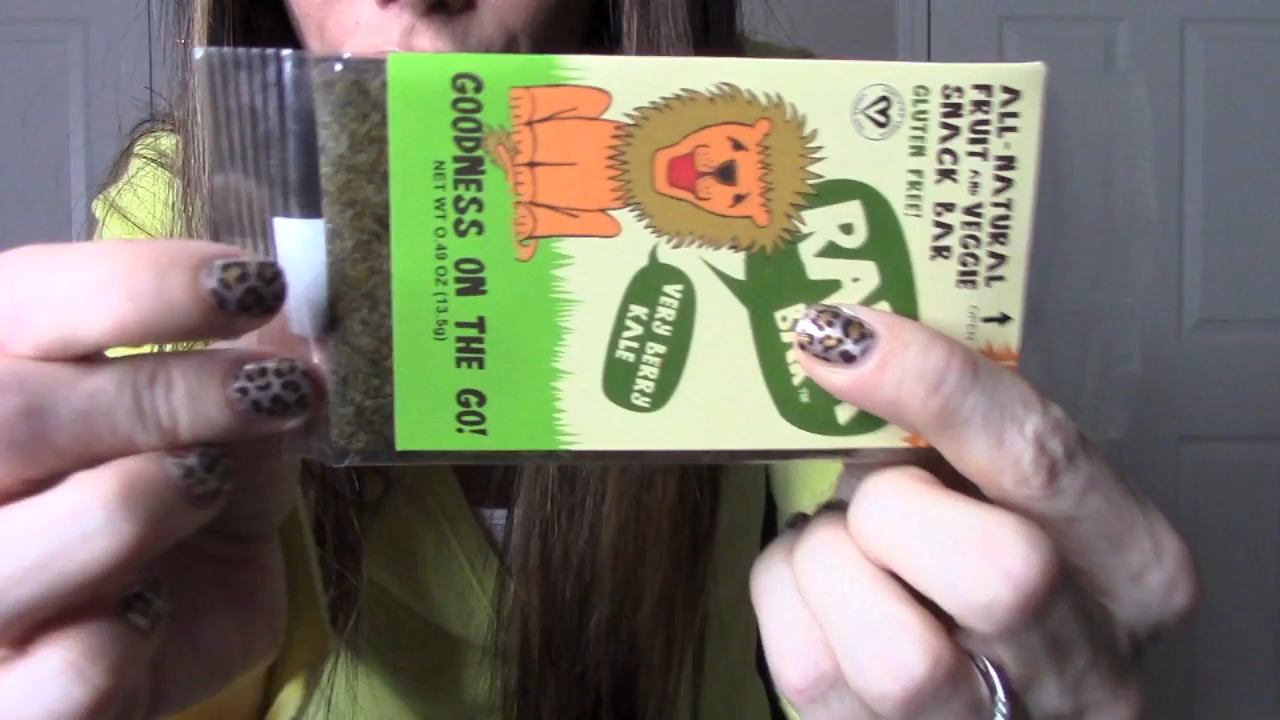 ALL-NATURAL
FRUIT AND VEGGIE
SNACK BAR
GLUTEN FREE!
BAR™
VERY BERRY
KALE
GOODNESS ON THE GO!
NET WT 0.49 OZ (13.5g)